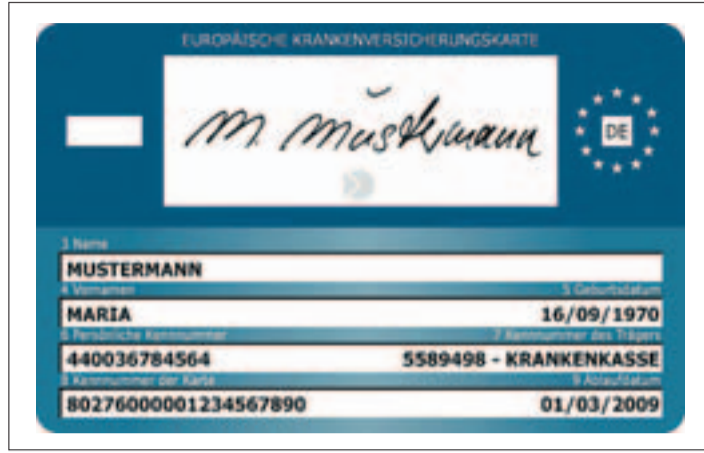 EUROPÄISCHE KRANKENVERSICHERUNGSKARTE
M. Mustermann
DE
3 Name
MUSTERMANN
4 Vornamen 5 Geburtsdatum
MARIA 16/09/1970
6 Persönliche Kennnummer 7 Kennnummer des Trägers
440036784564 5589498 - KRANKENKASSE
8 Kennnummer der Karte 9 Ablaufdatum
80276000001234567890 01/03/2009